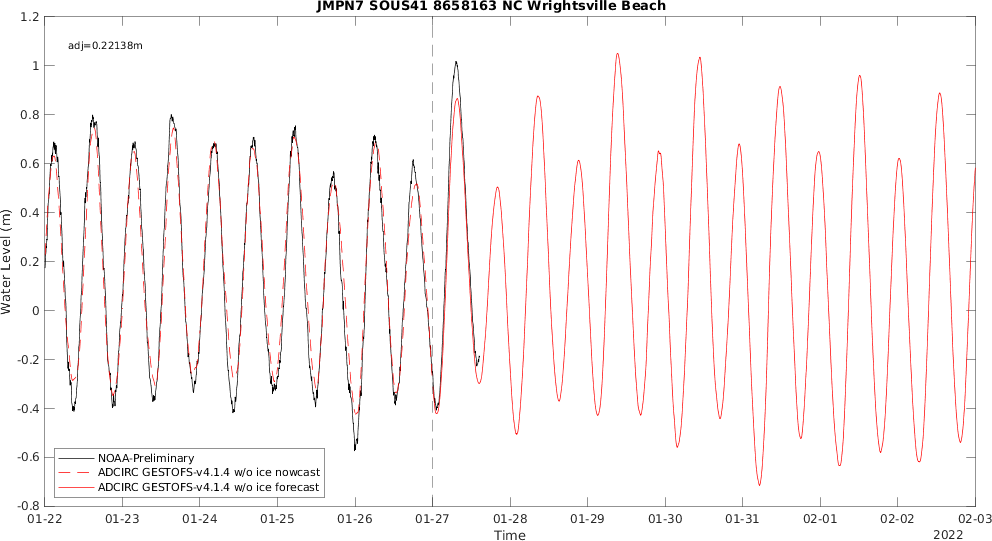 JMPN7 SOUS41 8658163 NC Wrightsville Beach
adj=0.22138m
1.2
1
0.8
0.6
0.4
0.2
0
-0.2
-0.4
-0.6
-0.8
Water Level (m)
NOAA-Preliminary
ADCIRC GESTOFS-v4.1.4 w/o ice nowcast
ADCIRC GESTOFS-v4.1.4 w/o ice forecast
01-22 01-23 01-24 01-25 01-26 01-27 01-28 01-29 01-30 01-31 02-01 02-02 02-03
Time
2022